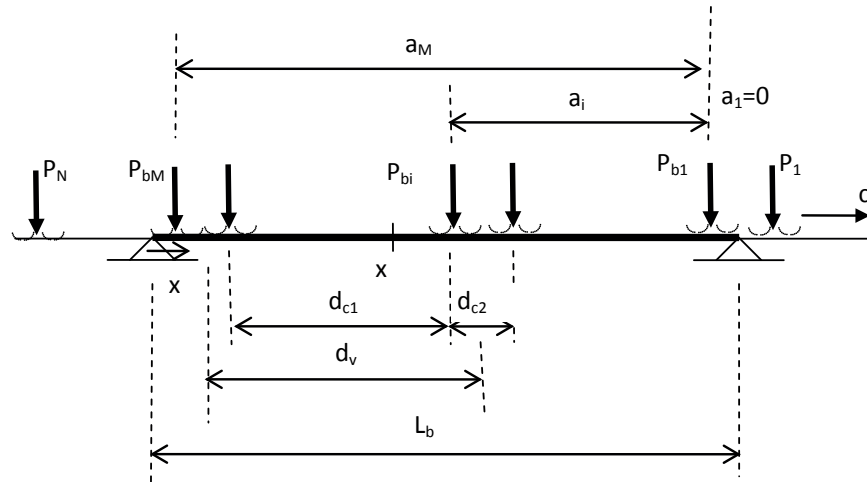 a_M
a_i
a_1=0
P_N
P_bM
P_bi
P_b1
P_1
c
x
x
d_c1
d_c2
d_v
L_b